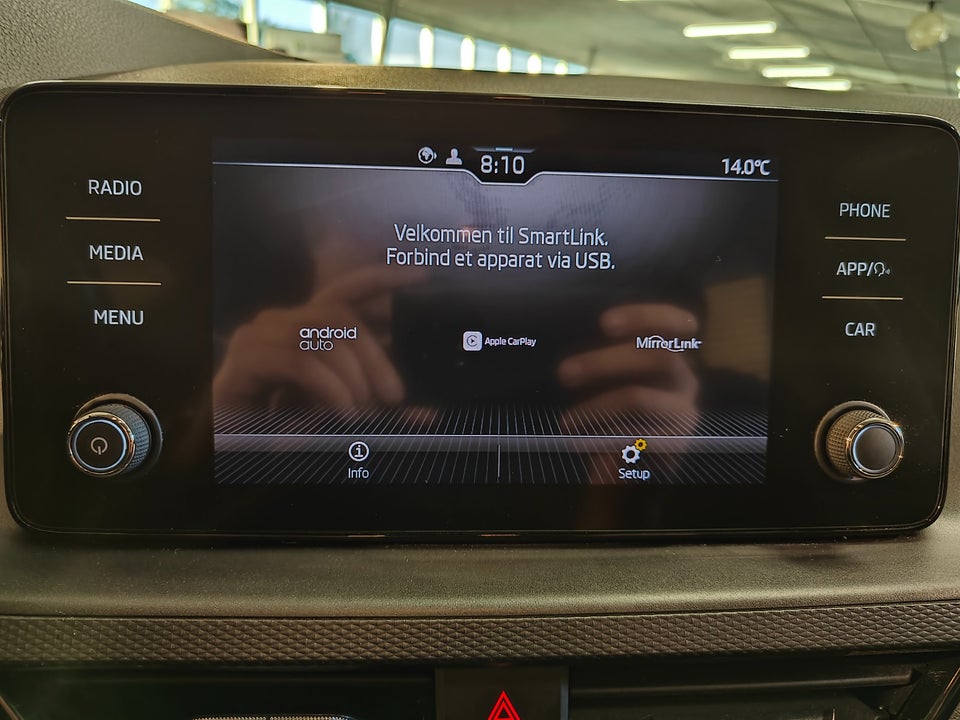 8:10
14.0°C
RADIO
MEDIA
MENU
Velkommen til SmartLink.
Forbind et apparat via USB.
android
auto
Apple CarPlay
MirrorLink
Info
Setup
PHONE
APP/
CAR